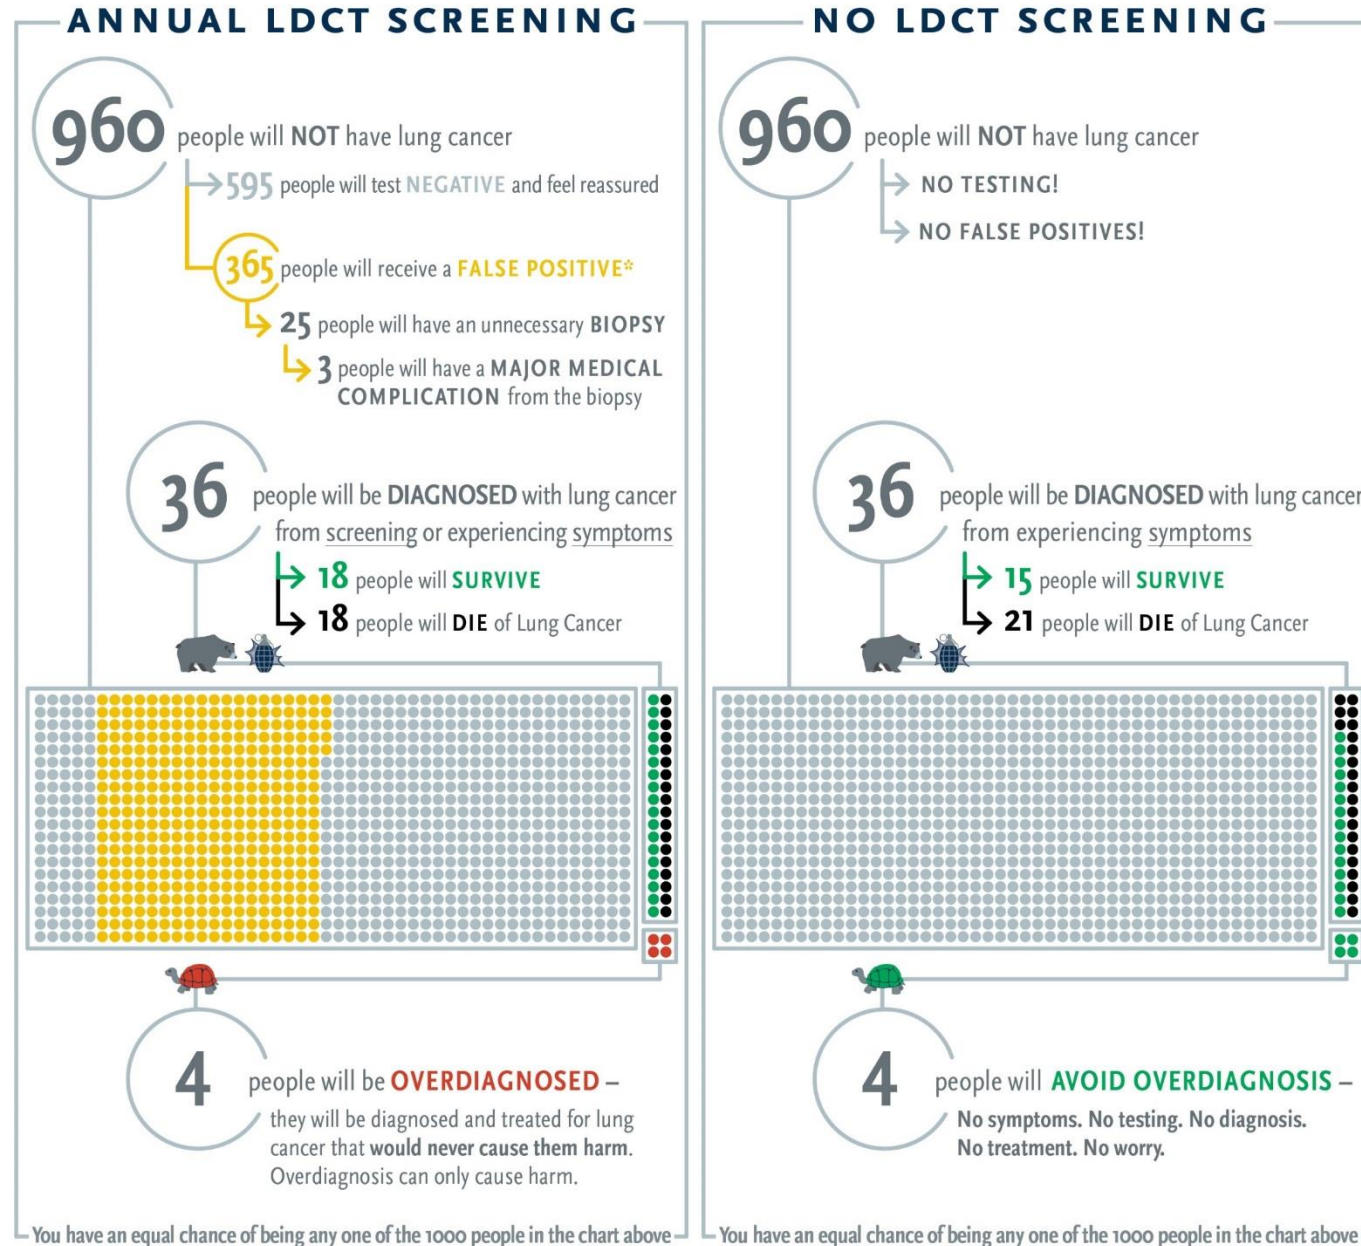 ANNUAL LDCT SCREENING
960 people will NOT have lung cancer
595 people will test NEGATIVE and feel reassured
365 people will receive a FALSE POSITIVE*
25 people will have an unnecessary BIOPSY
3 people will have a MAJOR MEDICAL
COMPLICATION from the biopsy
36 people will be DIAGNOSED with lung cancer
from screening or experiencing symptoms
18 people will SURVIVE
18 people will DIE of Lung Cancer
4 people will be OVERDIAGNOSED –
they will be diagnosed and treated for lung
cancer that would never cause them harm.
Overdiagnosis can only cause harm.
You have an equal chance of being any one of the 1000 people in the chart above
NO LDCT SCREENING
960 people will NOT have lung cancer
NO TESTING!
NO FALSE POSITIVES!
36 people will be DIAGNOSED with lung cancer
from experiencing symptoms
15 people will SURVIVE
21 people will DIE of Lung Cancer
4 people will AVOID OVERDIAGNOSIS –
No symptoms. No testing. No diagnosis.
No treatment. No worry.
You have an equal chance of being any one of the 1000 people in the chart above